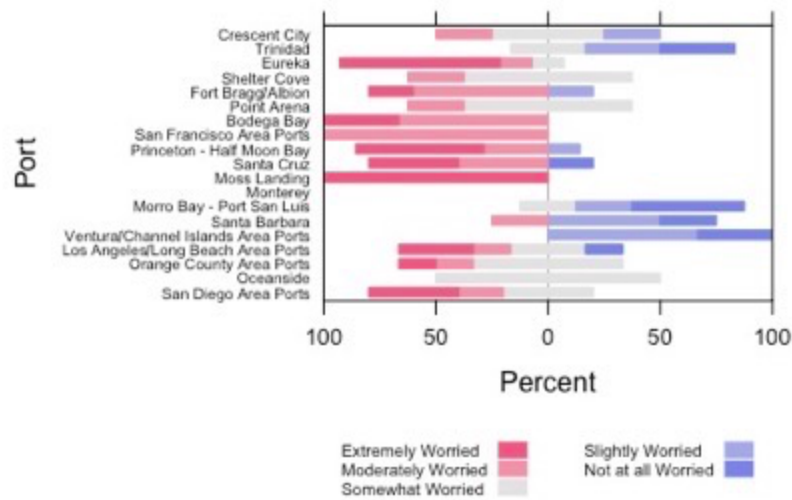 Crescent City
Trinidad
Eureka
Shelter Cove
Fort Bragg/Albion
Point Arena
Bodega Bay
San Francisco Area Ports
Princeton - Half Moon Bay
Santa Cruz
Moss Landing
Monterey
Morro Bay - Port San Luis
Santa Barbara
Ventura/Channel Islands Area Ports
Los Angeles/Long Beach Area Ports
Orange County Area Ports
Oceanside
San Diego Area Ports
Port
100 50 0 50 100
Percent
Extremely Worried Slightly Worried
Moderately Worried Not at all Worried
Somewhat Worried